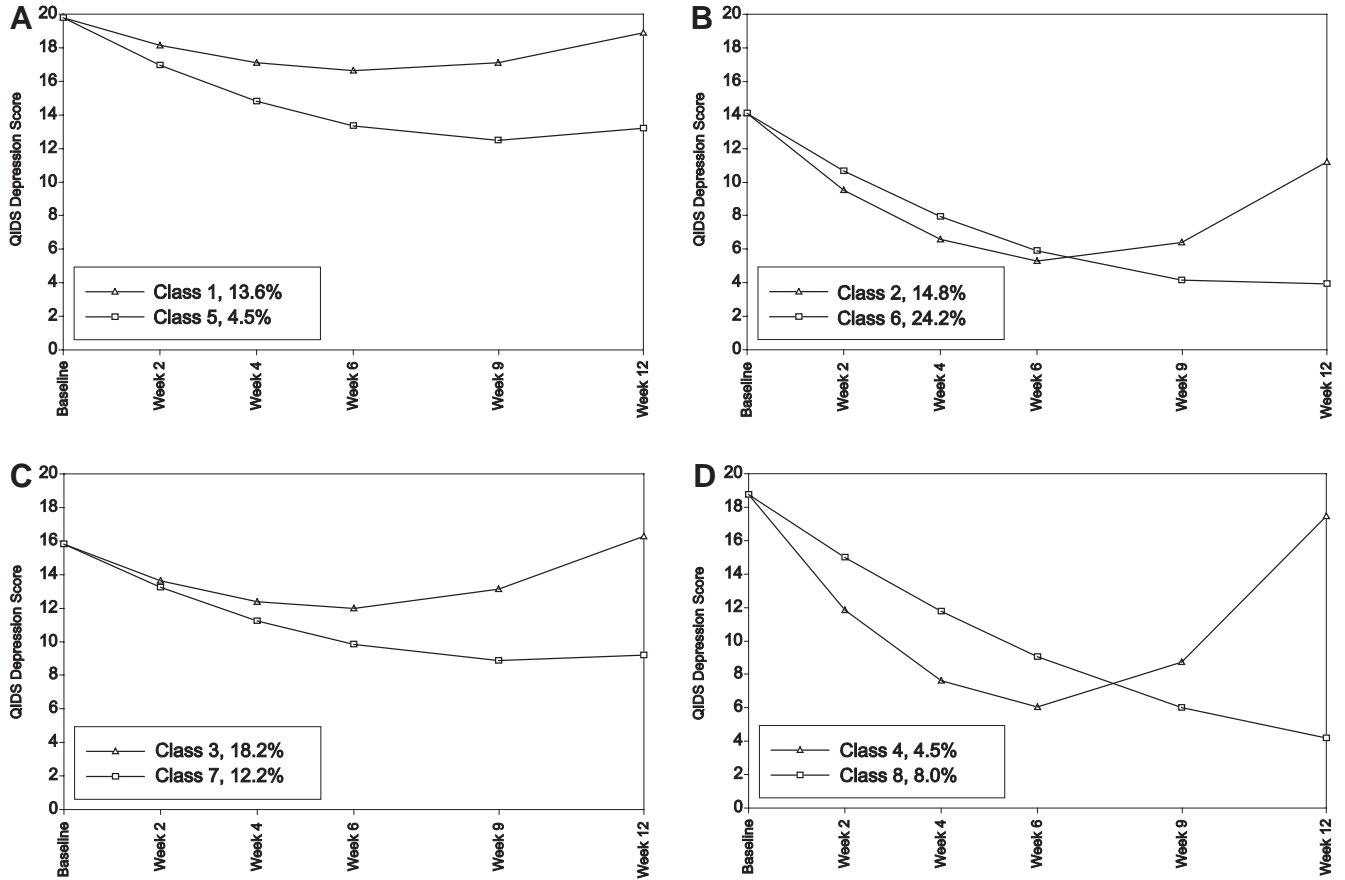 A
QIDS Depression Score
20
18
16
14
12
10
8
6
4
2
0
Class 1, 13.6%
Class 5, 4.5%
Baseline
Week 2
Week 4
Week 6
Week 9
Week 12
B
QIDS Depression Score
20
18
16
14
12
10
8
6
4
2
0
Class 2, 14.8%
Class 6, 24.2%
Baseline
Week 2
Week 4
Week 6
Week 9
Week 12
C
QIDS Depression Score
20
18
16
14
12
10
8
6
4
2
0
Class 3, 18.2%
Class 7, 12.2%
Baseline
Week 2
Week 4
Week 6
Week 9
Week 12
D
QIDS Depression Score
20
18
16
14
12
10
8
6
4
2
0
Class 4, 4.5%
Class 8, 8.0%
Baseline
Week 2
Week 4
Week 6
Week 9
Week 12